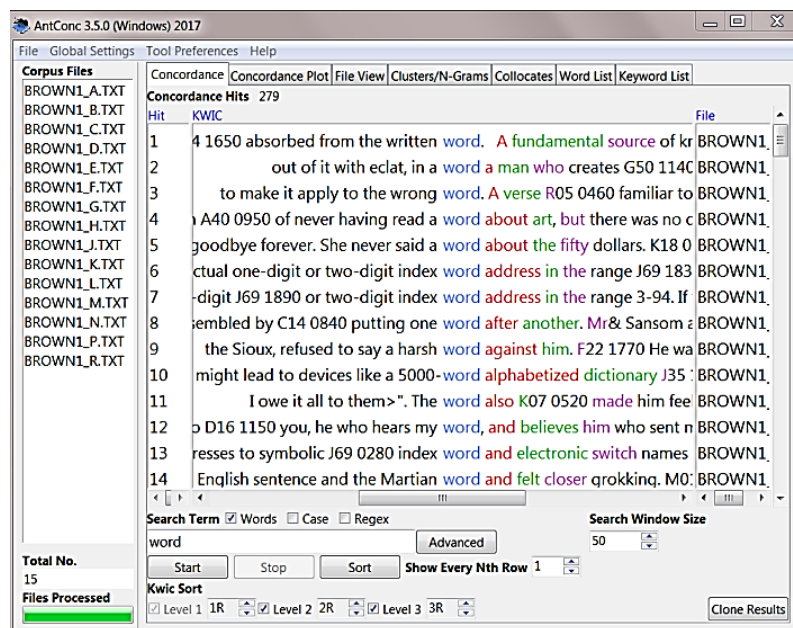 AntConc 3.5.0 (Windows) 2017
File Global Settings Tool Preferences Help
Corpus Files
BROWN1_A.TXT
BROWN1_B.TXT
BROWN1_C.TXT
BROWN1_D.TXT
BROWN1_E.TXT
BROWN1_F.TXT
BROWN1_G.TXT
BROWN1_H.TXT
BROWN1_J.TXT
BROWN1_K.TXT
BROWN1_L.TXT
BROWN1_M.TXT
BROWN1_N.TXT
BROWN1_P.TXT
BROWN1_R.TXT
Total No.
15
Files Processed
Concordance Concordance Plot File View Clusters/N-Grams Collocates Word List Keyword List
Concordance Hits 279
Hit KWIC File
1 4 1650 absorbed from the written word. A fundamental source of kr BROWN1_
2 out of it with eclat, in a word a man who creates G50 1140 BROWN1_
3 to make it apply to the wrong word. A verse R05 0460 familiar to BROWN1_
4 A40 0950 of never having read a word about art, but there was no c BROWN1_
5 goodbye forever. She never said a word about the fifty dollars. K18 0 BROWN1_
6 ctual one-digit or two-digit index word address in the range J69 183 BROWN1_
7 -digit J69 1890 or two-digit index word address in the range 3-94. If BROWN1_
8 sembled by C14 0840 putting one word after another. Mr& Sansom a BROWN1_
9 the Sioux, refused to say a harsh word against him. F22 1770 He wa BROWN1_
10 might lead to devices like a 5000-word alphabetized dictionary J35 BROWN1_
11 I owe it all to them>". The word also K07 0520 made him fee BROWN1_
12 o D16 1150 you, he who hears my word, and believes him who sent m BROWN1_
13 resses to symbolic J69 0280 index word and electronic switch names BROWN1_
14 English sentence and the Martian word and felt closer grokking. M01 BROWN1_
Search Term Words Case Regex Search Window Size
word Advanced 50
Start Stop Sort Show Every Nth Row 1
Kwic Sort
Level 1 1R Level 2 2R Level 3 3R Clone Results